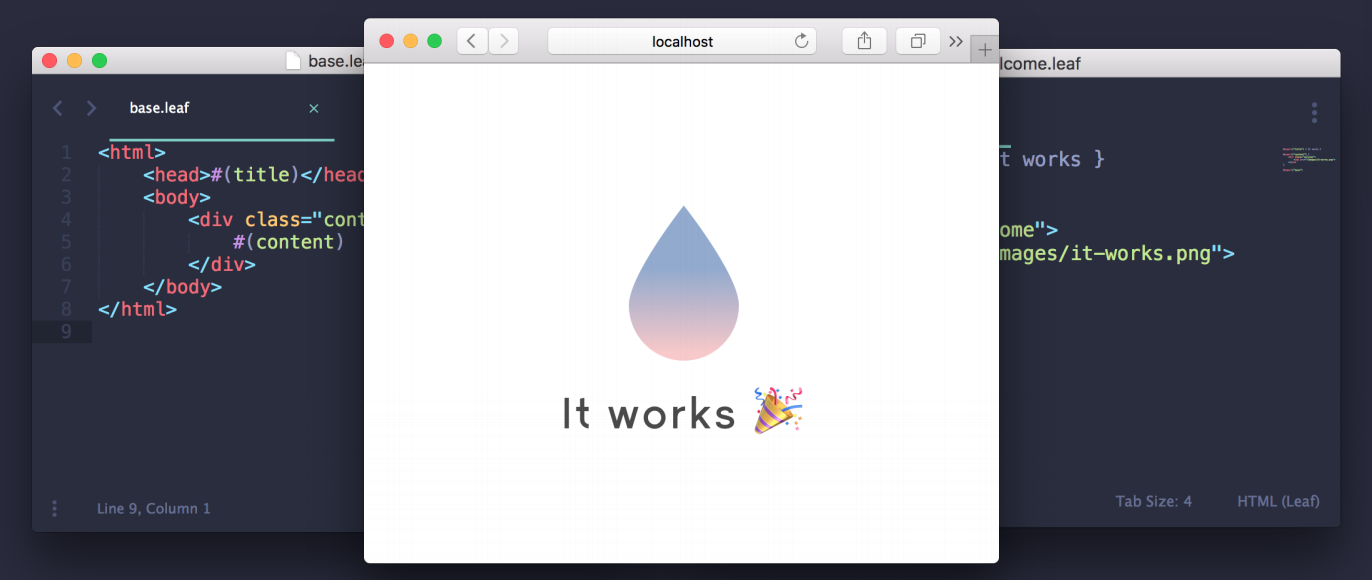 base.le
base.leaf
1 <html>
2 <head>#(title)</head
3 <body>
4 <div class="cont
5 #(content)
6 </div>
7 </body>
8 </html>
9
Line 9, Column 1
localhost
It works 🎉
lcome.leaf
t works }
ome">
mages/it-works.png">
Tab Size: 4 HTML (Leaf)